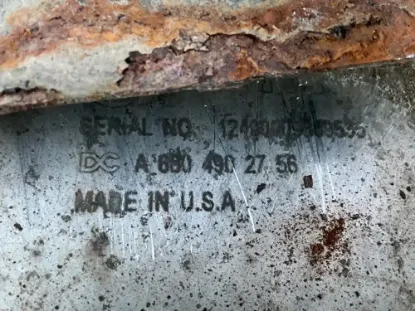 SERIAL NO.
DC A 680 490 27 56
MADE IN U.S.A